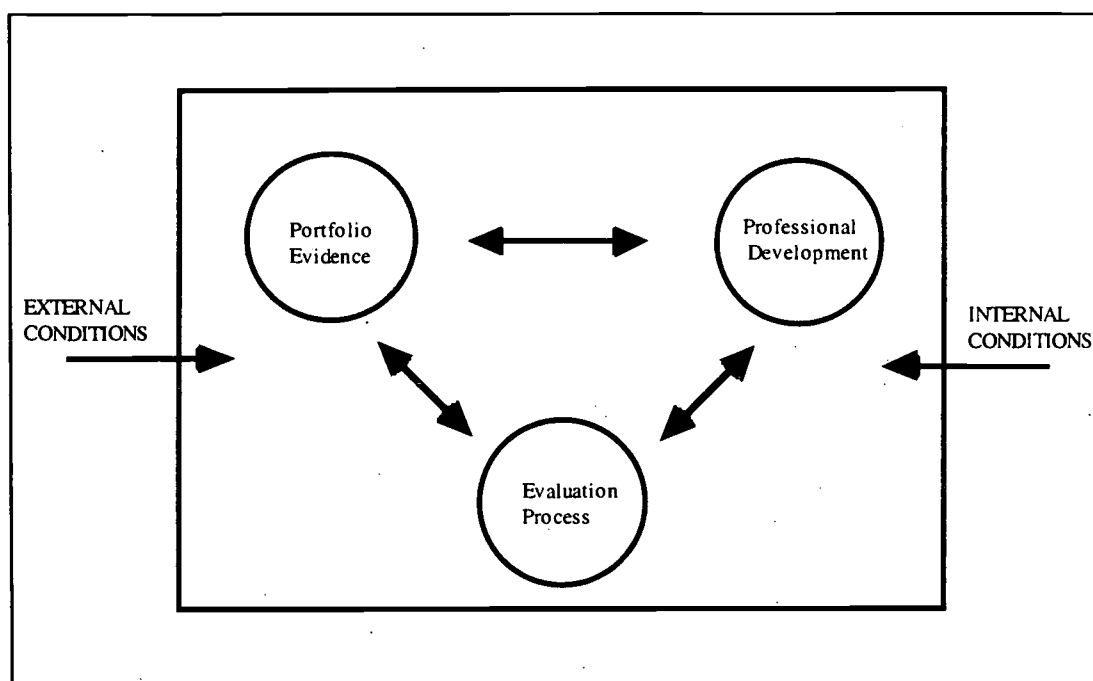 Portfolio
Evidence
Professional
Development
EXTERNAL
CONDITIONS
INTERNAL
CONDITIONS
Evaluation
Process